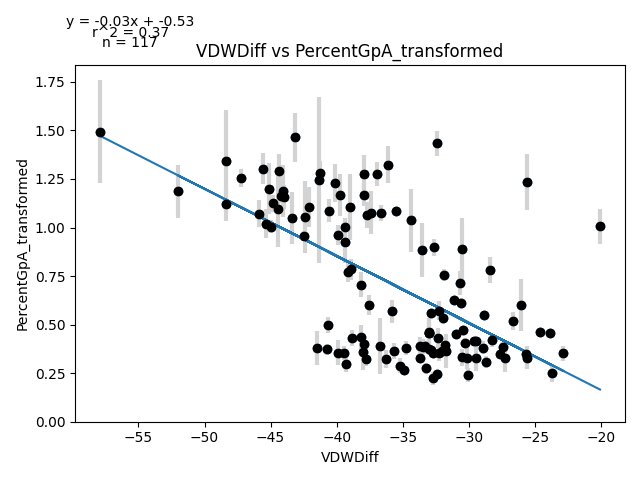 y = -0.03x + -0.53
r^2 = 0.37
n = 117
VDWDiff vs PercentGpA_transformed
1.75
1.50
1.25
1.00
0.75
0.50
0.25
0.00
PercentGpA_transformed
−55 −50 −45 −40 −35 −30 −25 −20
VDWDiff